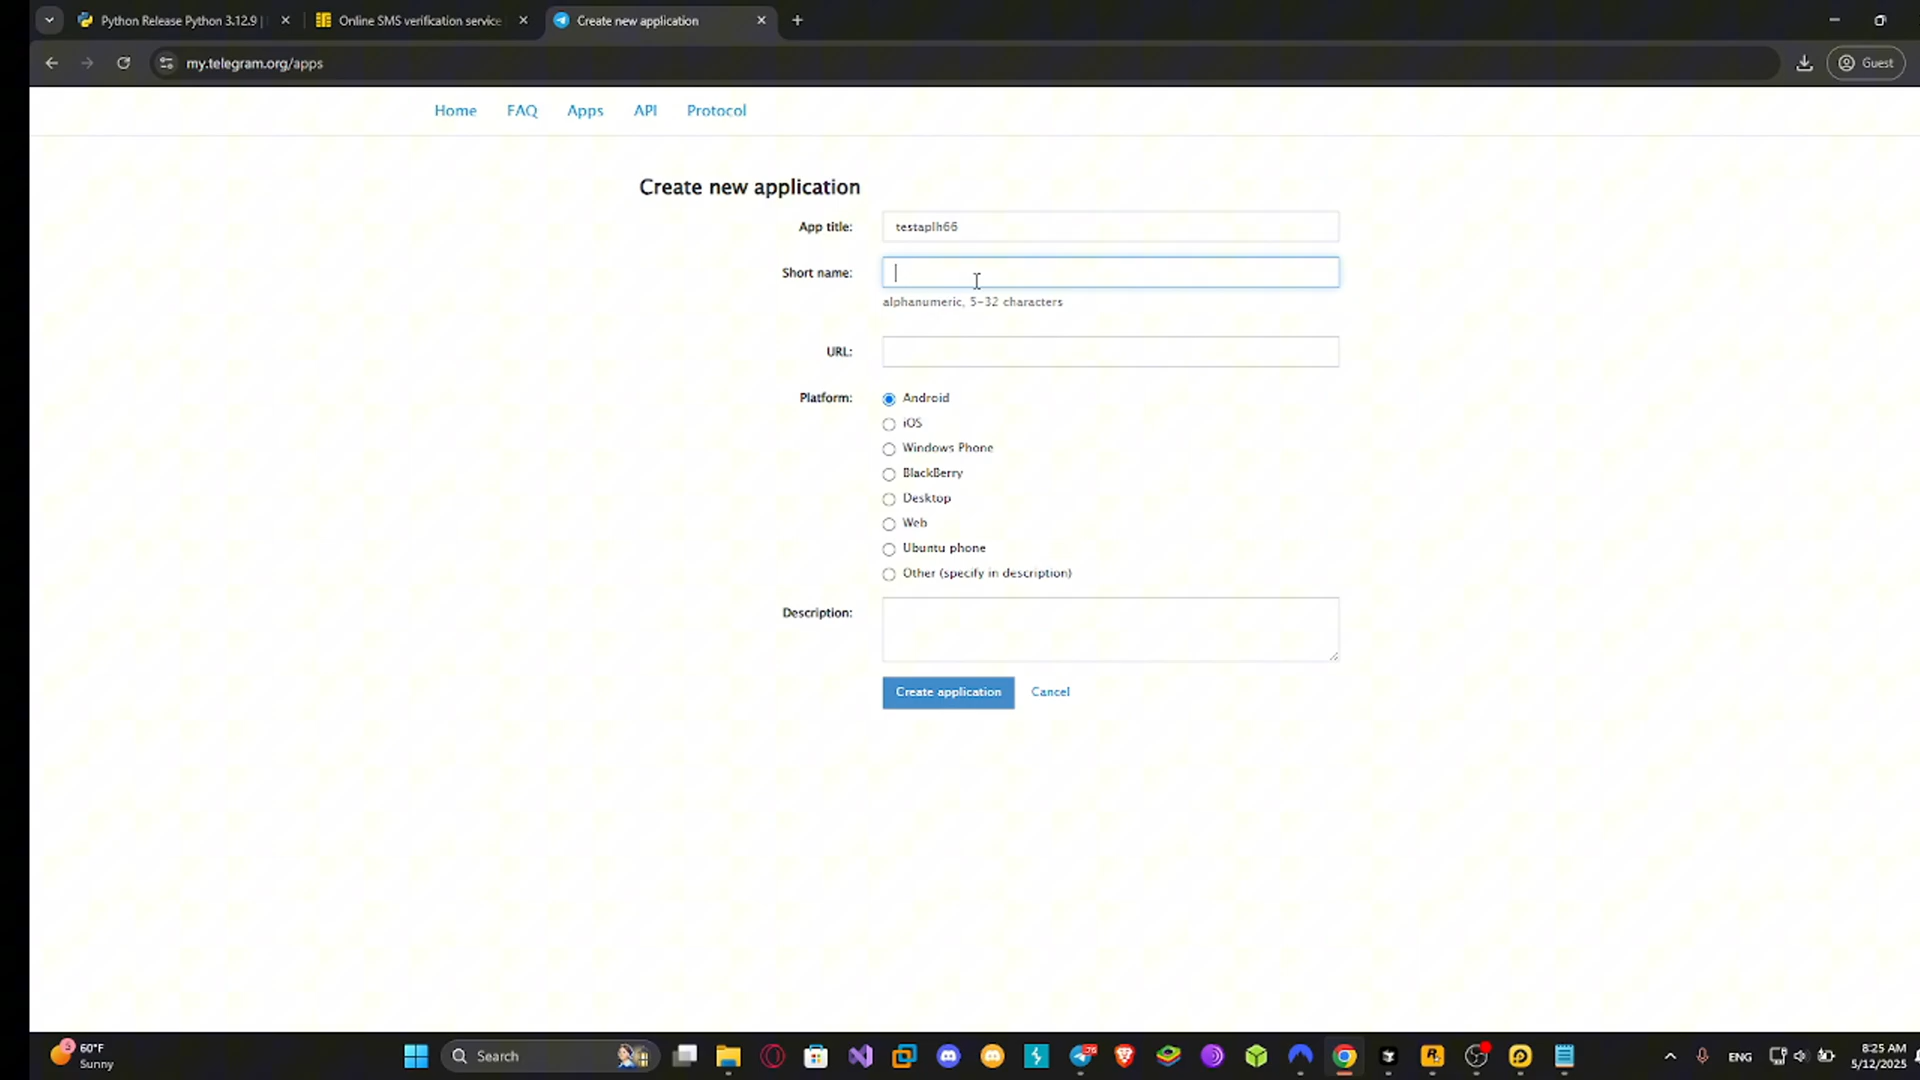 Python Release Python 3.12.9 |
Online SMS verification service
Create new application
my.telegram.org/apps
Guest
Home FAQ Apps API Protocol
Create new application
App title: testaplh66
Short name:
alphanumeric, 5–32 characters
URL:
Platform: Android
iOS
Windows Phone
BlackBerry
Desktop
Web
Ubuntu phone
Other (specify in description)
Description:
Create application Cancel
60°F
Sunny
Search
ENG
8:25 AM
5/12/2025